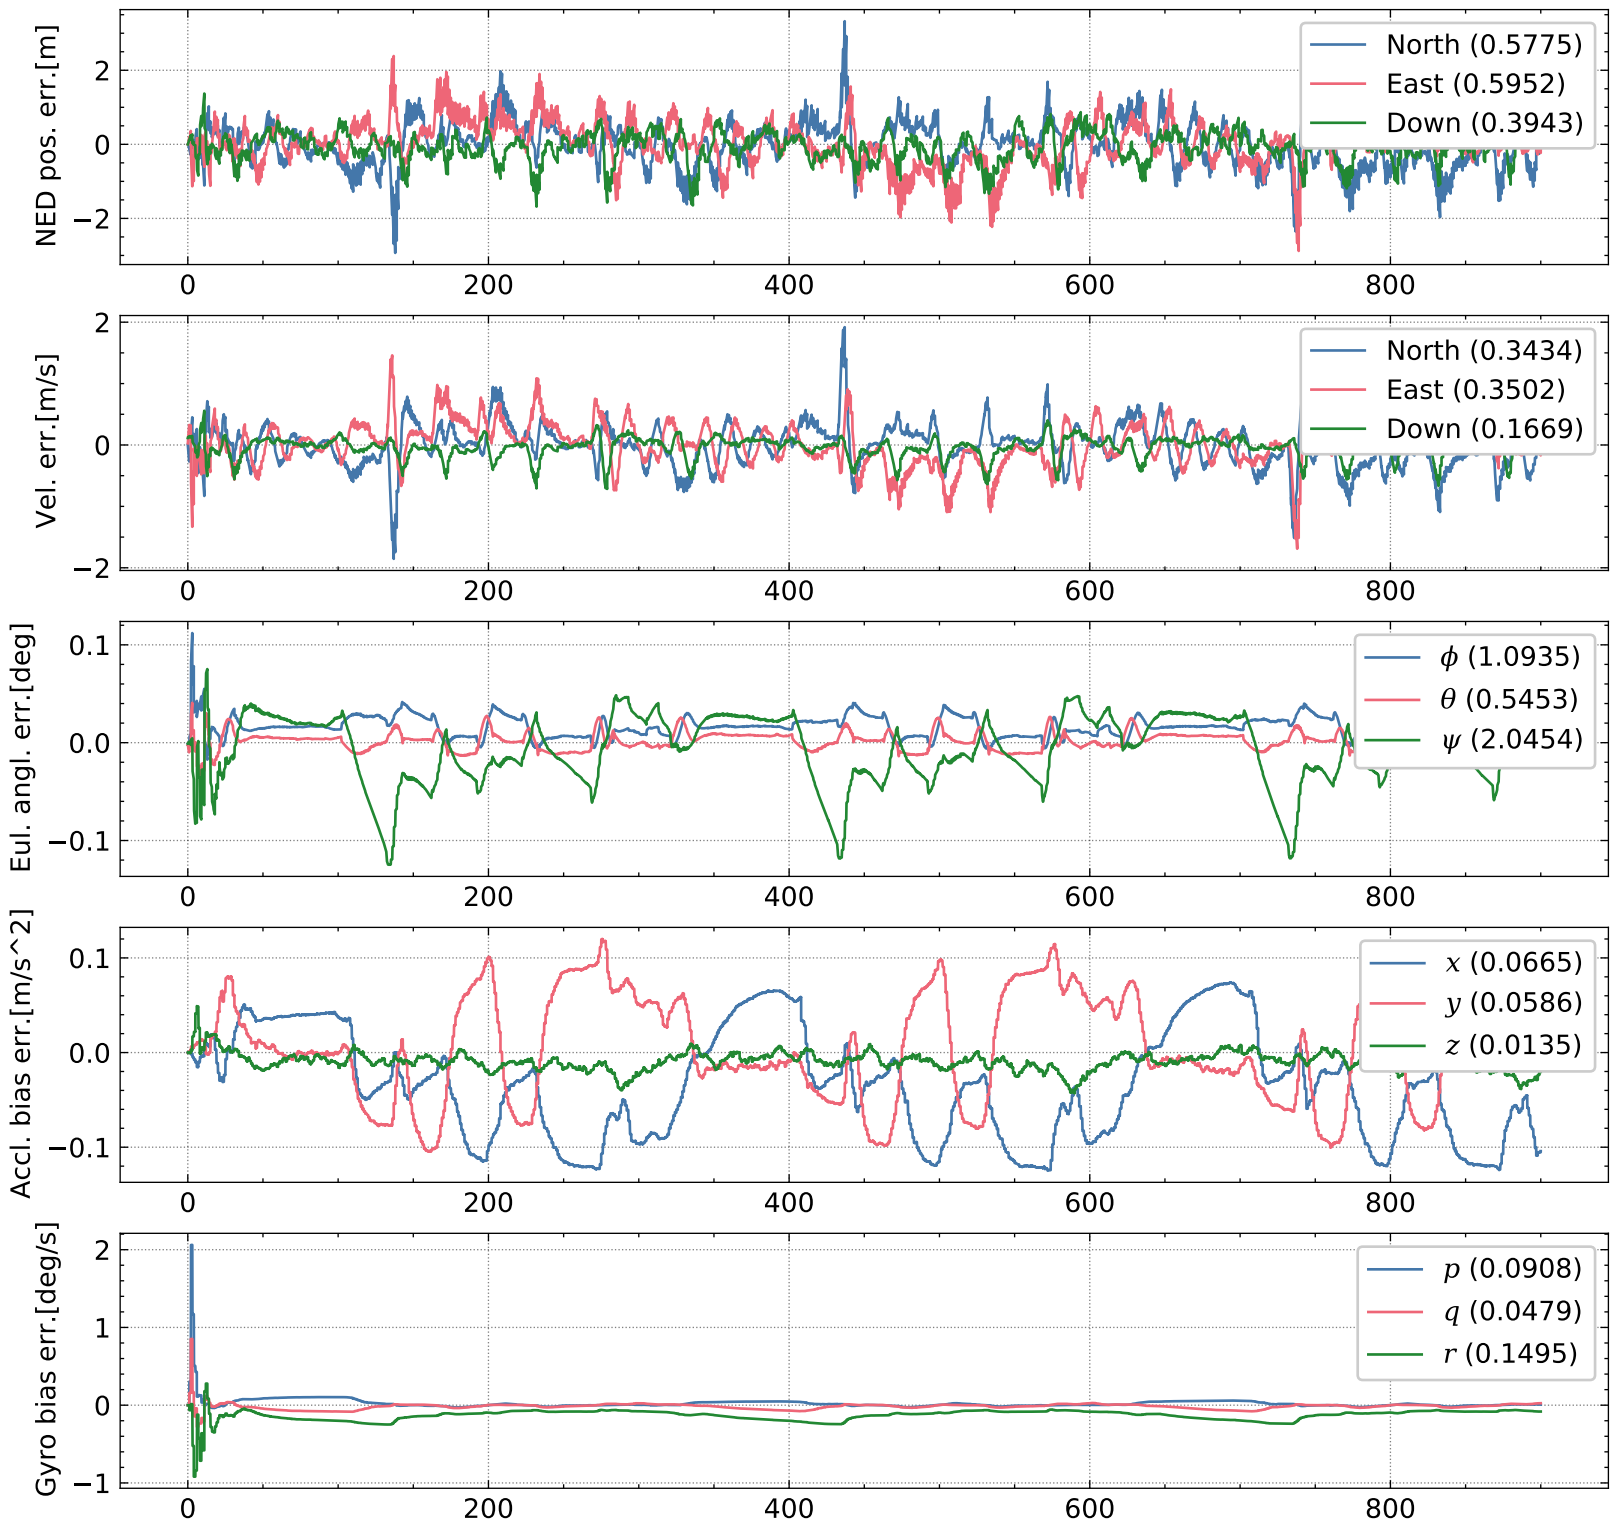 NED pos. err.[m]
2
0
−2
North (0.5775)
East (0.5952)
Down (0.3943)
0 200 400 600 800
Vel. err.[m/s]
2
0
−2
North (0.3434)
East (0.3502)
Down (0.1669)
0 200 400 600 800
Eul. angl. err.[deg]
0.1
0.0
−0.1
ϕ (1.0935)
θ (0.5453)
ψ (2.0454)
0 200 400 600 800
Accl. bias err.[m/s^2]
0.1
0.0
−0.1
x (0.0665)
y (0.0586)
z (0.0135)
0 200 400 600 800
Gyro bias err.[deg/s]
2
1
0
−1
p (0.0908)
q (0.0479)
r (0.1495)
0 200 400 600 800